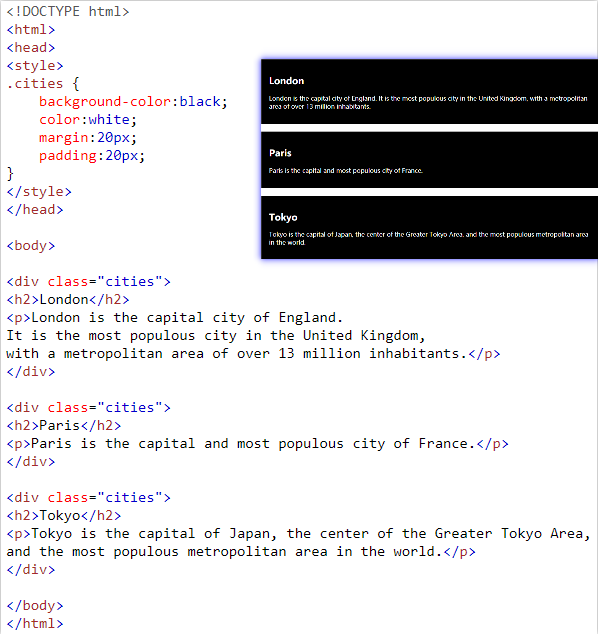 <!DOCTYPE html>
<html>
<head>
<style>
.cities {
    background-color:black;
    color:white;
    margin:20px;
    padding:20px;
}
</style>
</head>

<body>

<div class="cities">
<h2>London</h2>
<p>London is the capital city of England.
It is the most populous city in the United Kingdom,
with a metropolitan area of over 13 million inhabitants.</p>
</div>

<div class="cities">
<h2>Paris</h2>
<p>Paris is the capital and most populous city of France.</p>
</div>

<div class="cities">
<h2>Tokyo</h2>
<p>Tokyo is the capital of Japan, the center of the Greater Tokyo Area,
and the most populous metropolitan area in the world.</p>
</div>

</body>
</html>

London
London is the capital city of England. It is the most populous city in the United Kingdom, with a metropolitan
area of over 13 million inhabitants.
Paris
Paris is the capital and most populous city of France.
Tokyo
Tokyo is the capital of Japan, the center of the Greater Tokyo Area, and the most populous metropolitan area
in the world.